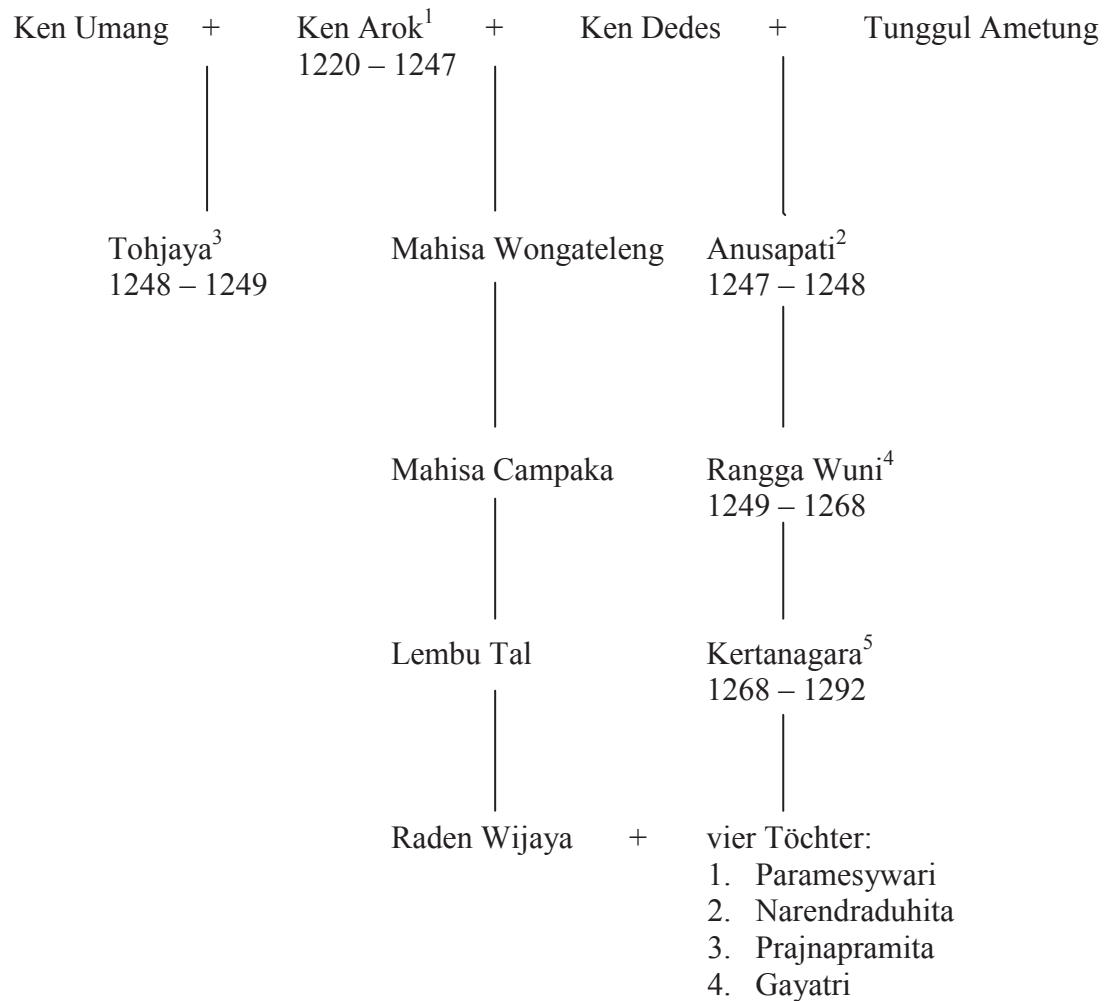 Ken Umang + Ken Arok¹ + Ken Dedes + Tunggul Ametung
1220 – 1247
Tohjaya³ Mahisa Wongateleng Anusapati²
1248 – 1249 1247 – 1248
Mahisa Campaka Rangga Wuni⁴
1249 – 1268
Lembu Tal Kertanagara⁵
1268 – 1292
Raden Wijaya + vier Töchter:
1. Paramesywari
2. Narendraduhita
3. Prajnapramita
4. Gayatri